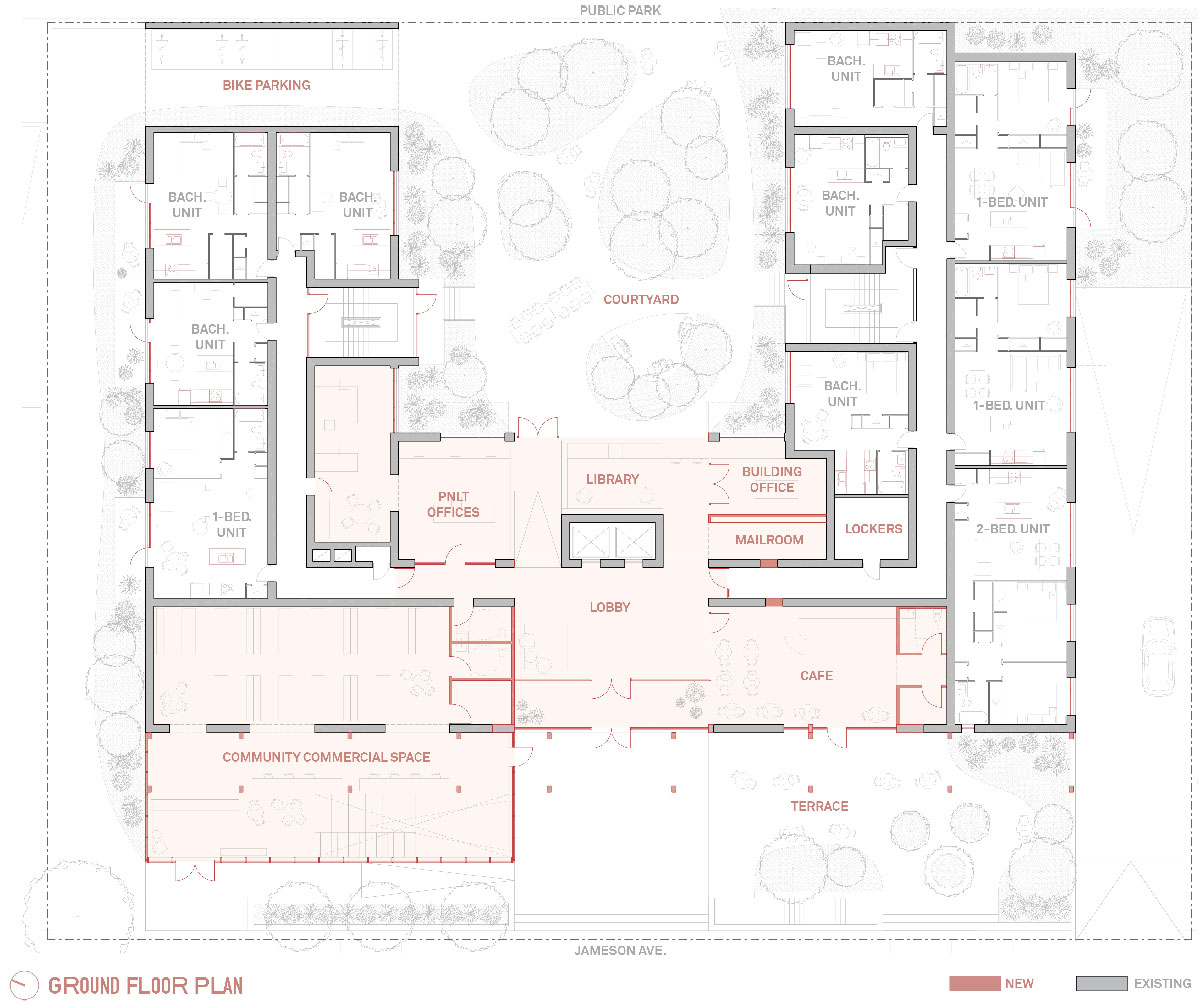 PUBLIC PARK
BIKE PARKING
BACH.
UNIT
BACH.
UNIT
BACH.
UNIT
BACH.
UNIT
1-BED. UNIT
BACH.
UNIT
COURTYARD
BACH.
UNIT
BACH.
UNIT
1-BED. UNIT
LIBRARY
BUILDING
OFFICE
PNLT
OFFICES
1-BED.
UNIT
MAILROOM
LOCKERS
2-BED. UNIT
LOBBY
CAFE
COMMUNITY COMMERCIAL SPACE
TERRACE
JAMESON AVE.
GROUND FLOOR PLAN
NEW
EXISTING